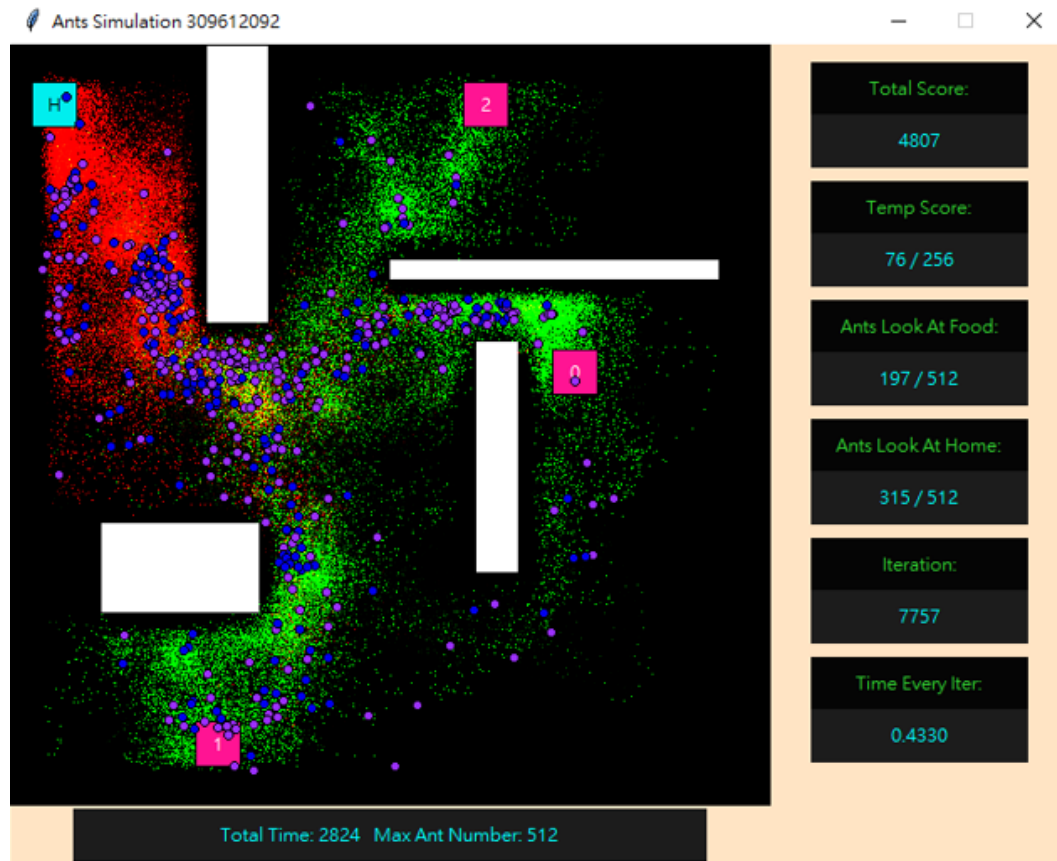 Ants Simulation 309612092
H
2
0
1
Total Score:
4807
Temp Score:
76 / 256
Ants Look At Food:
197 / 512
Ants Look At Home:
315 / 512
Iteration:
7757
Time Every Iter:
0.4330
Total Time: 2824 Max Ant Number: 512